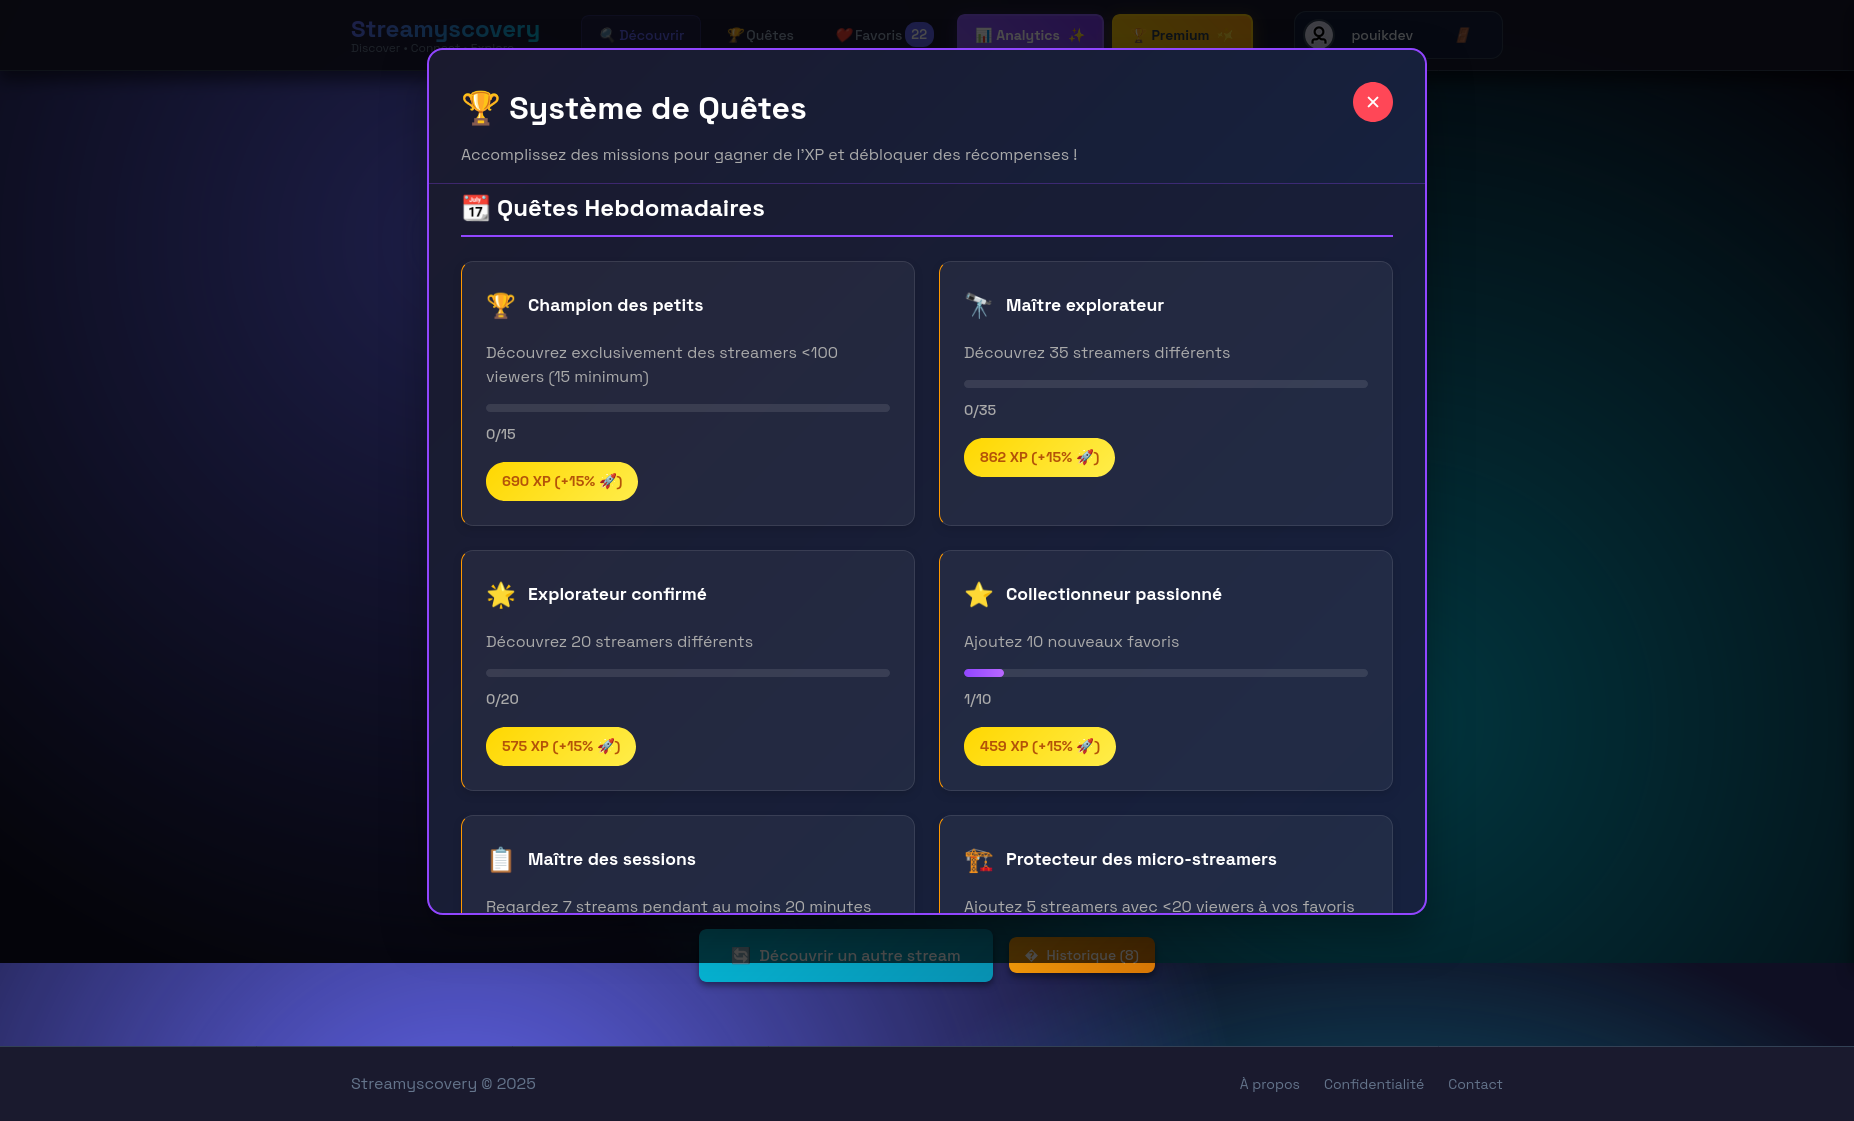 Streamyscovery
Discover • Connect • Explore
🔍 Découvrir
🏆 Quêtes
❤️ Favoris 22
📊 Analytics ✨
Premium
pouikdev
🏆 Système de Quêtes
Accomplissez des missions pour gagner de l'XP et débloquer des récompenses !
📆 Quêtes Hebdomadaires
🏆 Champion des petits
Découvrez exclusivement des streamers <100
viewers (15 minimum)
0/15
690 XP (+15% 🚀)
🔭 Maître explorateur
Découvrez 35 streamers différents
0/35
862 XP (+15% 🚀)
🌟 Explorateur confirmé
Découvrez 20 streamers différents
0/20
575 XP (+15% 🚀)
⭐ Collectionneur passionné
Ajoutez 10 nouveaux favoris
1/10
459 XP (+15% 🚀)
📋 Maître des sessions
Regardez 7 streams pendant au moins 20 minutes
🏗️ Protecteur des micro-streamers
Ajoutez 5 streamers avec <20 viewers à vos favoris
🔄 Découvrir un autre stream
� Historique (8)
Streamyscovery © 2025
À propos
Confidentialité
Contact